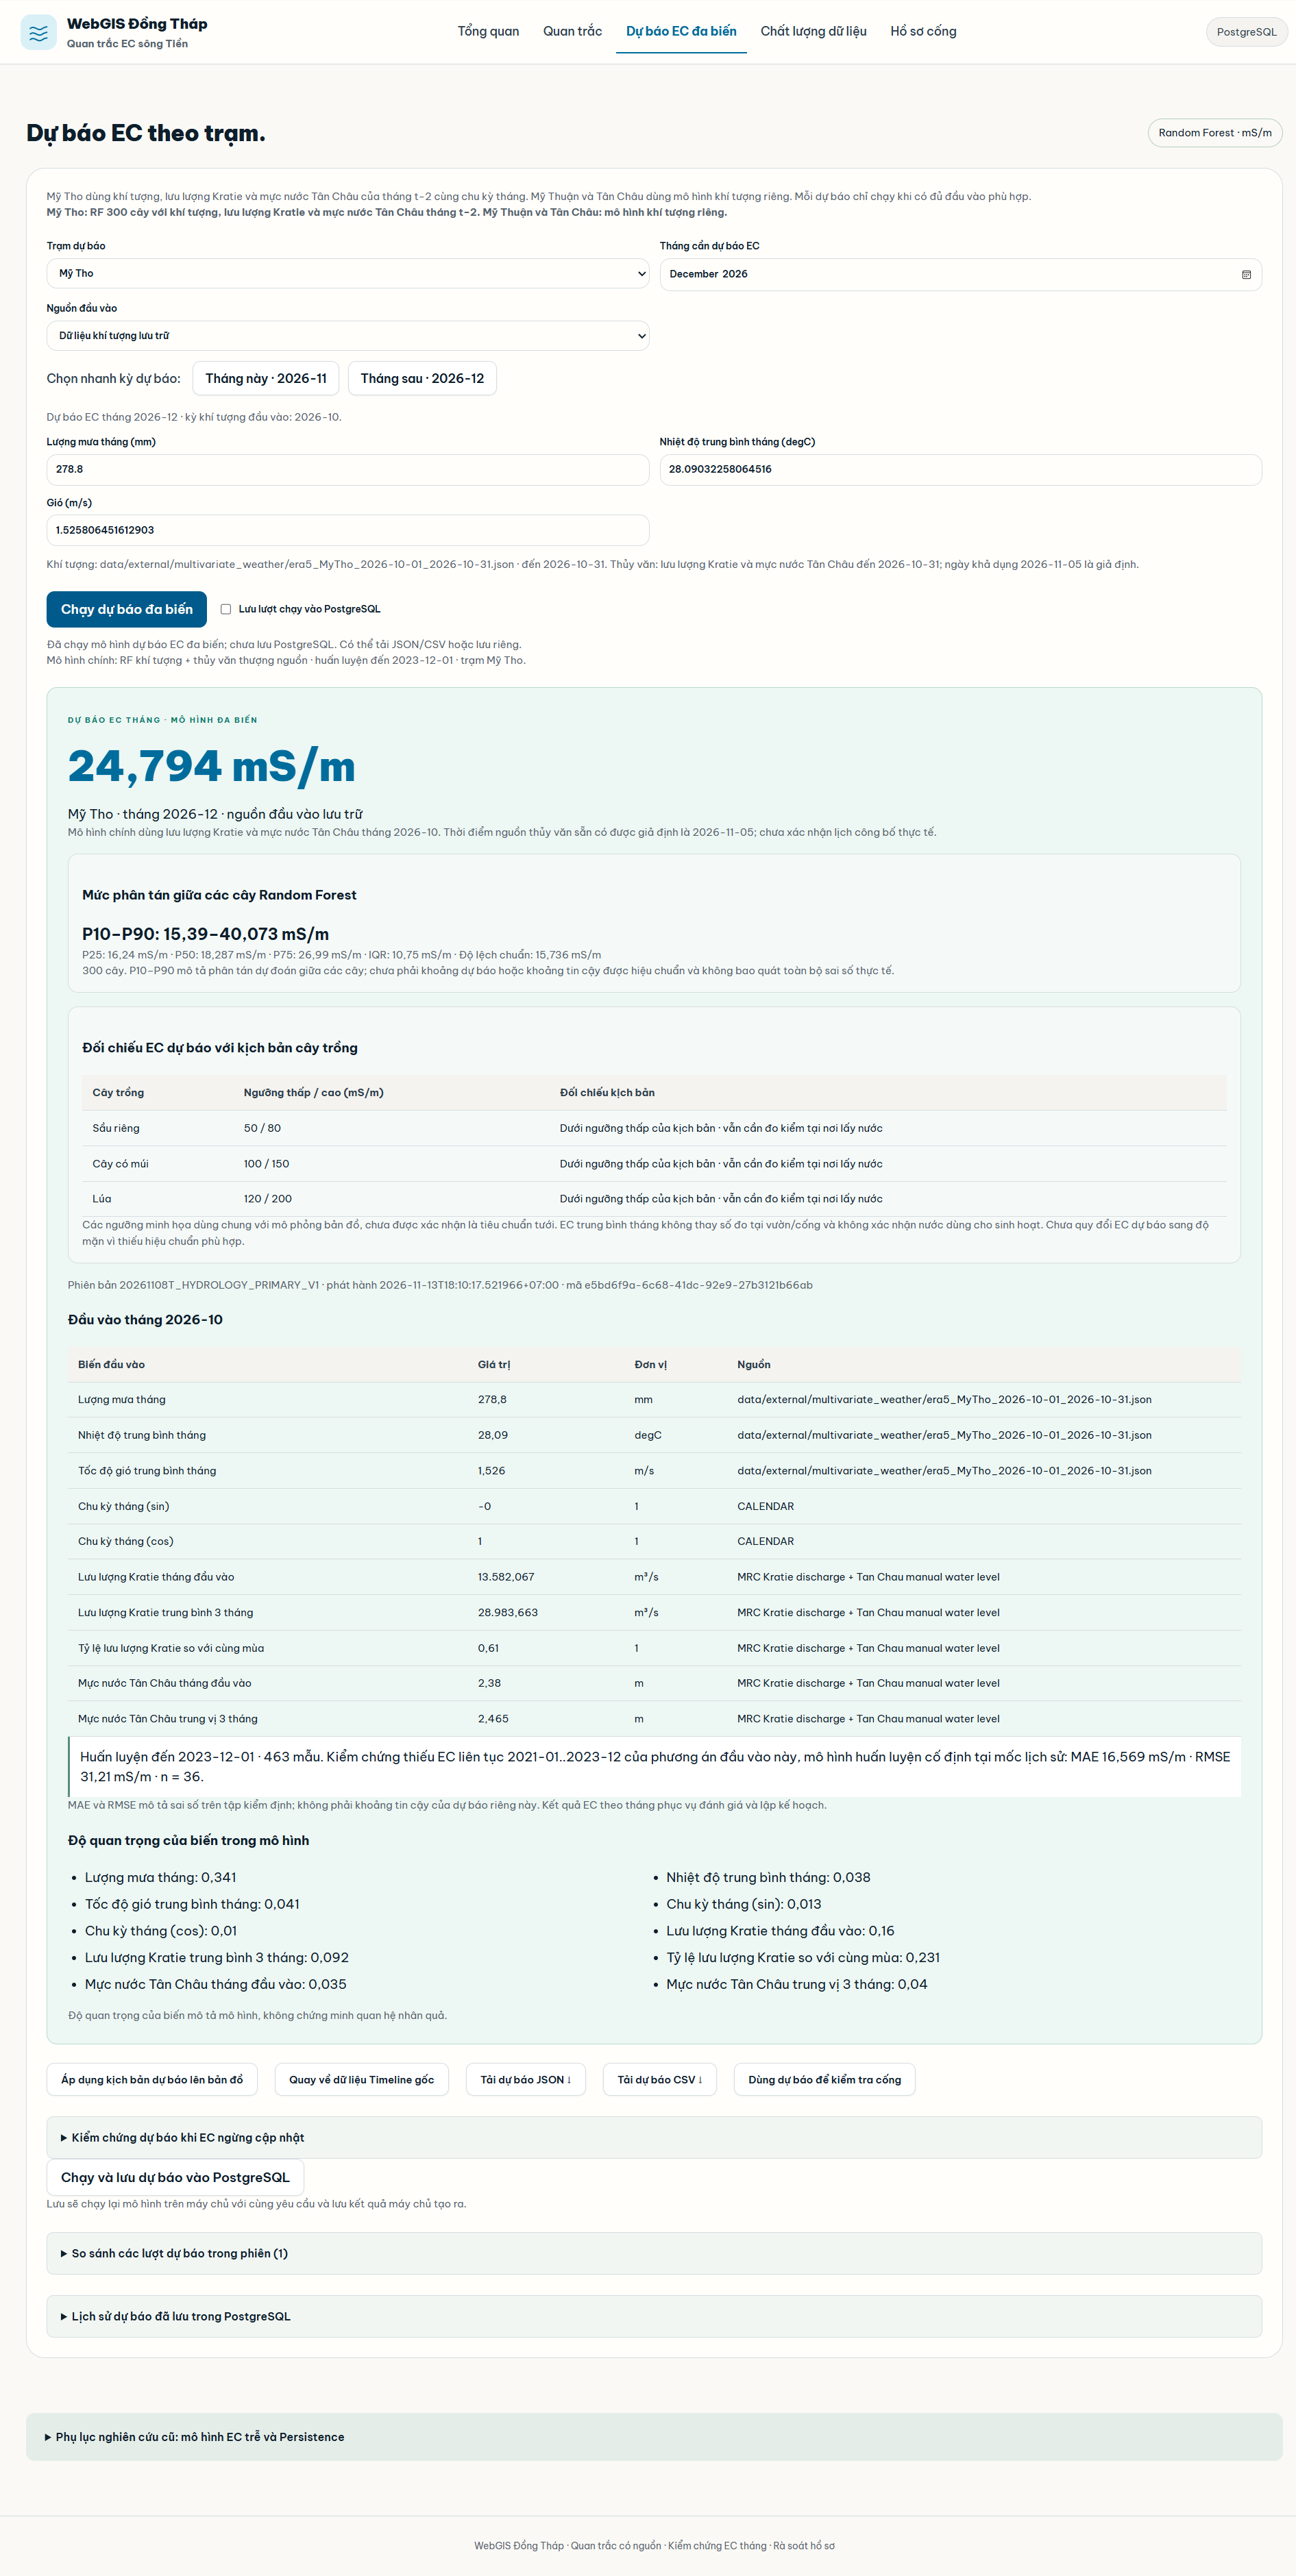 WebGIS Đồng Tháp
Quan trắc EC sông Tiền
Tổng quan
Quan trắc
Dự báo EC đa biến
Chất lượng dữ liệu
Hồ sơ cống
PostgreSQL
Dự báo EC theo trạm.
Random Forest · mS/m
Mỹ Tho dùng khí tượng, lưu lượng Kratie và mực nước Tân Châu của tháng t-2 cùng chu kỳ tháng. Mỹ Thuận và Tân Châu dùng mô hình khí tượng riêng. Mỗi dự báo chỉ chạy khi có đủ đầu vào phù hợp.
Mỹ Tho: RF 300 cây với khí tượng, lưu lượng Kratie và mực nước Tân Châu tháng t-2. Mỹ Thuận và Tân Châu: mô hình khí tượng riêng.
Trạm dự báo
Tháng cần dự báo EC
Mỹ Tho
December 2026
Nguồn đầu vào
Dữ liệu khí tượng lưu trữ
Chọn nhanh kỳ dự báo:
Tháng này · 2026-11
Tháng sau · 2026-12
Dự báo EC tháng 2026-12 · kỳ khí tượng đầu vào: 2026-10.
Lượng mưa tháng (mm)
Nhiệt độ trung bình tháng (degC)
278.8
28.09032258064516
Gió (m/s)
1.525806451612903
Khí tượng: data/external/multivariate_weather/era5_MyTho_2026-10-01_2026-10-31.json · đến 2026-10-31. Thủy văn: lưu lượng Kratie và mực nước Tân Châu đến 2026-10-31; ngày khả dụng 2026-11-05 là giả định.
Chạy dự báo đa biến
Lưu lượt chạy vào PostgreSQL
Đã chạy mô hình dự báo EC đa biến; chưa lưu PostgreSQL. Có thể tải JSON/CSV hoặc lưu riêng.
Mô hình chính: RF khí tượng + thủy văn thượng nguồn · huấn luyện đến 2023-12-01 · trạm Mỹ Tho.
DỰ BÁO EC THÁNG · MÔ HÌNH ĐA BIẾN
24,794 mS/m
Mỹ Tho · tháng 2026-12 · nguồn đầu vào lưu trữ
Mô hình chính dùng lưu lượng Kratie và mực nước Tân Châu tháng 2026-10. Thời điểm nguồn thủy văn sẵn có được giả định là 2026-11-05; chưa xác nhận lịch công bố thực tế.
Mức phân tán giữa các cây Random Forest
P10–P90: 15,39–40,073 mS/m
P25: 16,24 mS/m · P50: 18,287 mS/m · P75: 26,99 mS/m · IQR: 10,75 mS/m · Độ lệch chuẩn: 15,736 mS/m
300 cây. P10–P90 mô tả phân tán dự đoán giữa các cây; chưa phải khoảng dự báo hoặc khoảng tin cậy được hiệu chuẩn và không bao quát toàn bộ sai số thực tế.
Đối chiếu EC dự báo với kịch bản cây trồng
Cây trồng
Ngưỡng thấp / cao (mS/m)
Đối chiếu kịch bản
Sầu riêng
50 / 80
Dưới ngưỡng thấp của kịch bản · vẫn cần đo kiểm tại nơi lấy nước
Cây có múi
100 / 150
Dưới ngưỡng thấp của kịch bản · vẫn cần đo kiểm tại nơi lấy nước
Lúa
120 / 200
Dưới ngưỡng thấp của kịch bản · vẫn cần đo kiểm tại nơi lấy nước
Các ngưỡng minh họa dùng chung với mô phỏng bản đồ, chưa được xác nhận là tiêu chuẩn tưới. EC trung bình tháng không thay số đo tại vườn/cống và không xác nhận nước dùng cho sinh hoạt. Chưa quy đổi EC dự báo sang độ
mặn vì thiếu hiệu chuẩn phù hợp.
Phiên bản 20261108T_HYDROLOGY_PRIMARY_V1 · phát hành 2026-11-13T18:10:17.521966+07:00 · mã e5bd6f9a-6c68-41dc-92e9-27b3121b66ab
Đầu vào tháng 2026-10
Biến đầu vào
Giá trị
Đơn vị
Nguồn
Lượng mưa tháng
278,8
mm
data/external/multivariate_weather/era5_MyTho_2026-10-01_2026-10-31.json
Nhiệt độ trung bình tháng
28,09
degC
data/external/multivariate_weather/era5_MyTho_2026-10-01_2026-10-31.json
Tốc độ gió trung bình tháng
1,526
m/s
data/external/multivariate_weather/era5_MyTho_2026-10-01_2026-10-31.json
Chu kỳ tháng (sin)
-0
1
CALENDAR
Chu kỳ tháng (cos)
1
1
CALENDAR
Lưu lượng Kratie tháng đầu vào
13.582,067
m³/s
MRC Kratie discharge + Tan Chau manual water level
Lưu lượng Kratie trung bình 3 tháng
28.983,663
m³/s
MRC Kratie discharge + Tan Chau manual water level
Tỷ lệ lưu lượng Kratie so với cùng mùa
0,61
1
MRC Kratie discharge + Tan Chau manual water level
Mực nước Tân Châu tháng đầu vào
2,38
m
MRC Kratie discharge + Tan Chau manual water level
Mực nước Tân Châu trung vị 3 tháng
2,465
m
MRC Kratie discharge + Tan Chau manual water level
Huấn luyện đến 2023-12-01 · 463 mẫu. Kiểm chứng thiếu EC liên tục 2021-01..2023-12 của phương án đầu vào này, mô hình huấn luyện cố định tại mốc lịch sử: MAE 16,569 mS/m · RMSE
31,21 mS/m · n = 36.
MAE và RMSE mô tả sai số trên tập kiểm định; không phải khoảng tin cậy của dự báo riêng này. Kết quả EC theo tháng phục vụ đánh giá và lập kế hoạch.
Độ quan trọng của biến trong mô hình
• Lượng mưa tháng: 0,341
• Nhiệt độ trung bình tháng: 0,038
• Tốc độ gió trung bình tháng: 0,041
• Chu kỳ tháng (sin): 0,013
• Chu kỳ tháng (cos): 0,01
• Lưu lượng Kratie tháng đầu vào: 0,16
• Lưu lượng Kratie trung bình 3 tháng: 0,092
• Tỷ lệ lưu lượng Kratie so với cùng mùa: 0,231
• Mực nước Tân Châu tháng đầu vào: 0,035
• Mực nước Tân Châu trung vị 3 tháng: 0,04
Độ quan trọng của biến mô tả mô hình, không chứng minh quan hệ nhân quả.
Áp dụng kịch bản dự báo lên bản đồ
Quay về dữ liệu Timeline gốc
Tải dự báo JSON ↓
Tải dự báo CSV ↓
Dùng dự báo để kiểm tra cống
▶ Kiểm chứng dự báo khi EC ngừng cập nhật
Chạy và lưu dự báo vào PostgreSQL
Lưu sẽ chạy lại mô hình trên máy chủ với cùng yêu cầu và lưu kết quả máy chủ tạo ra.
▶ So sánh các lượt dự báo trong phiên (1)
▶ Lịch sử dự báo đã lưu trong PostgreSQL
▶ Phụ lục nghiên cứu cũ: mô hình EC trễ và Persistence
WebGIS Đồng Tháp · Quan trắc có nguồn · Kiểm chứng EC tháng · Rà soát hồ sơ